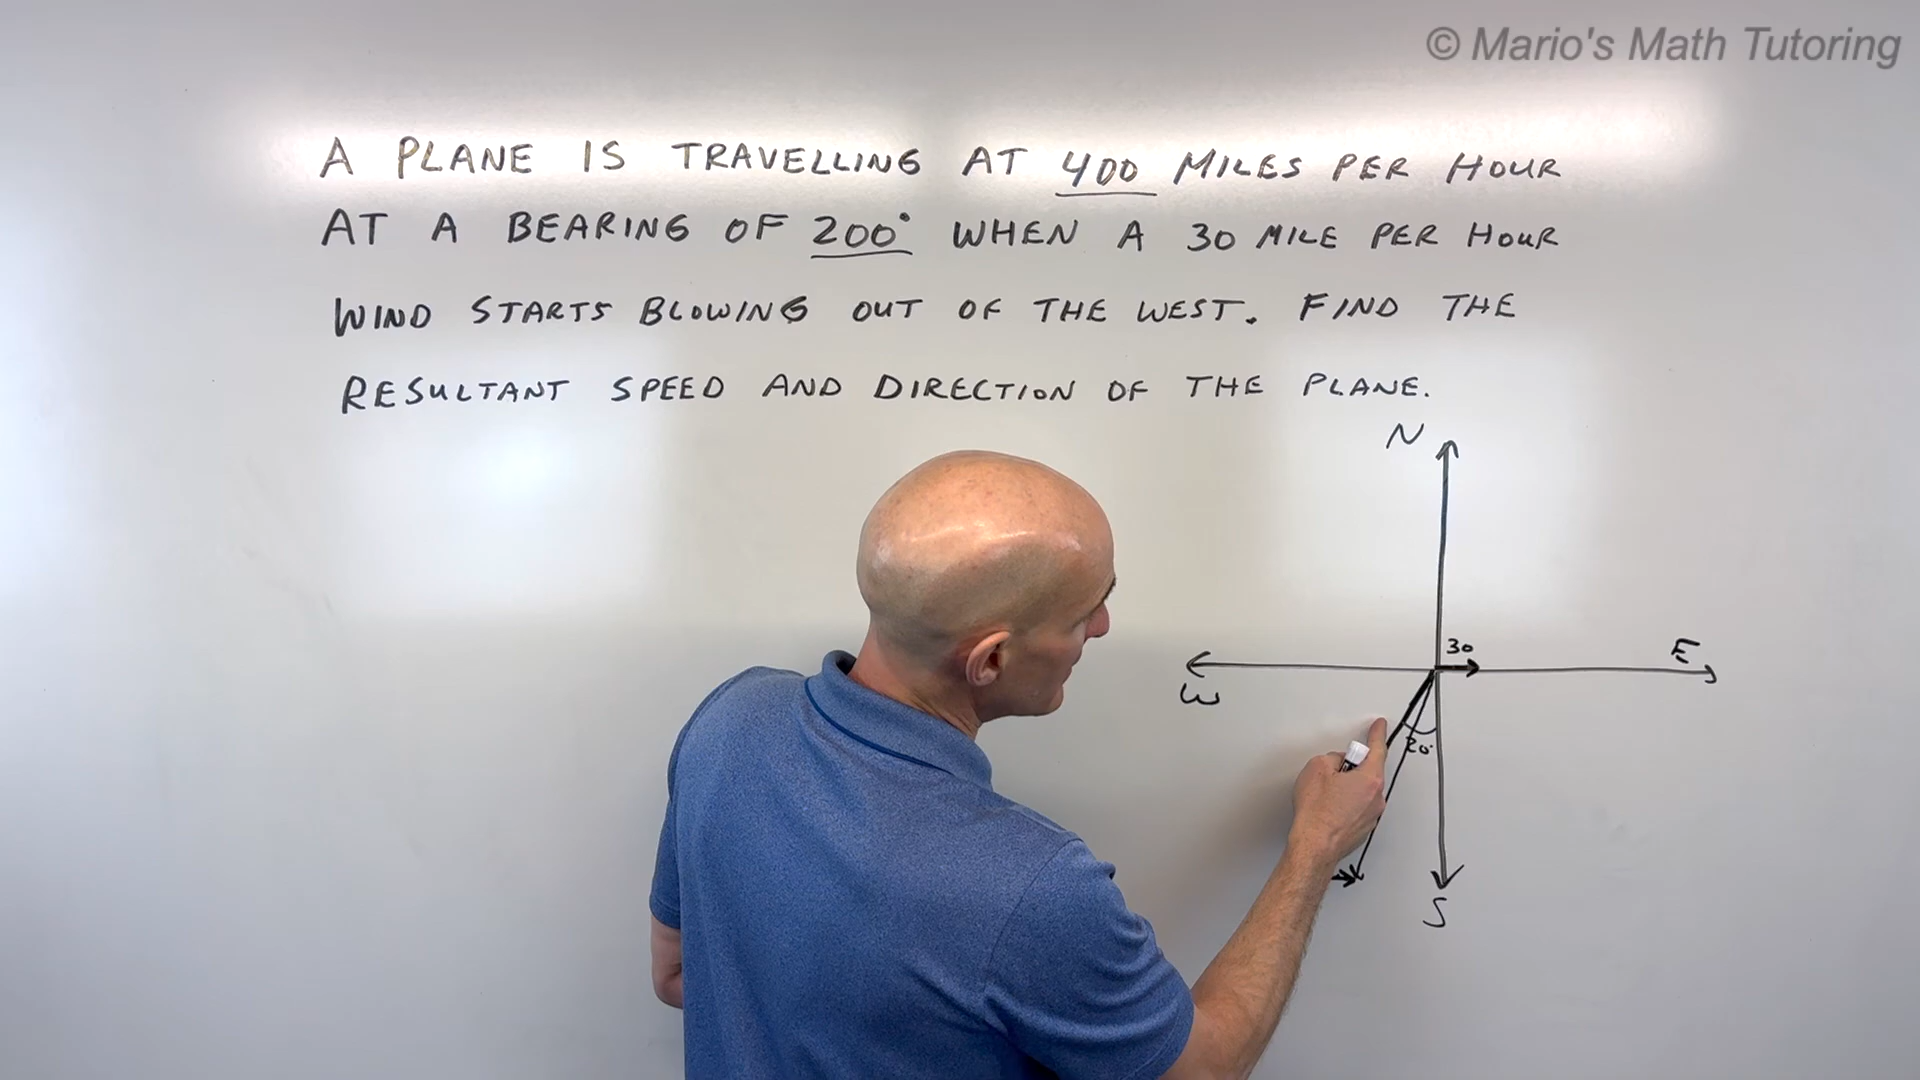 © Mario's Math Tutoring
A PLANE IS TRAVELLING AT 400 MILES PER HOUR
AT A BEARING OF 200° WHEN A 30 MILE PER HOUR
WIND STARTS BLOWING OUT OF THE WEST. FIND THE
RESULTANT SPEED AND DIRECTION OF THE PLANE.
N
30
E
W
20°
S